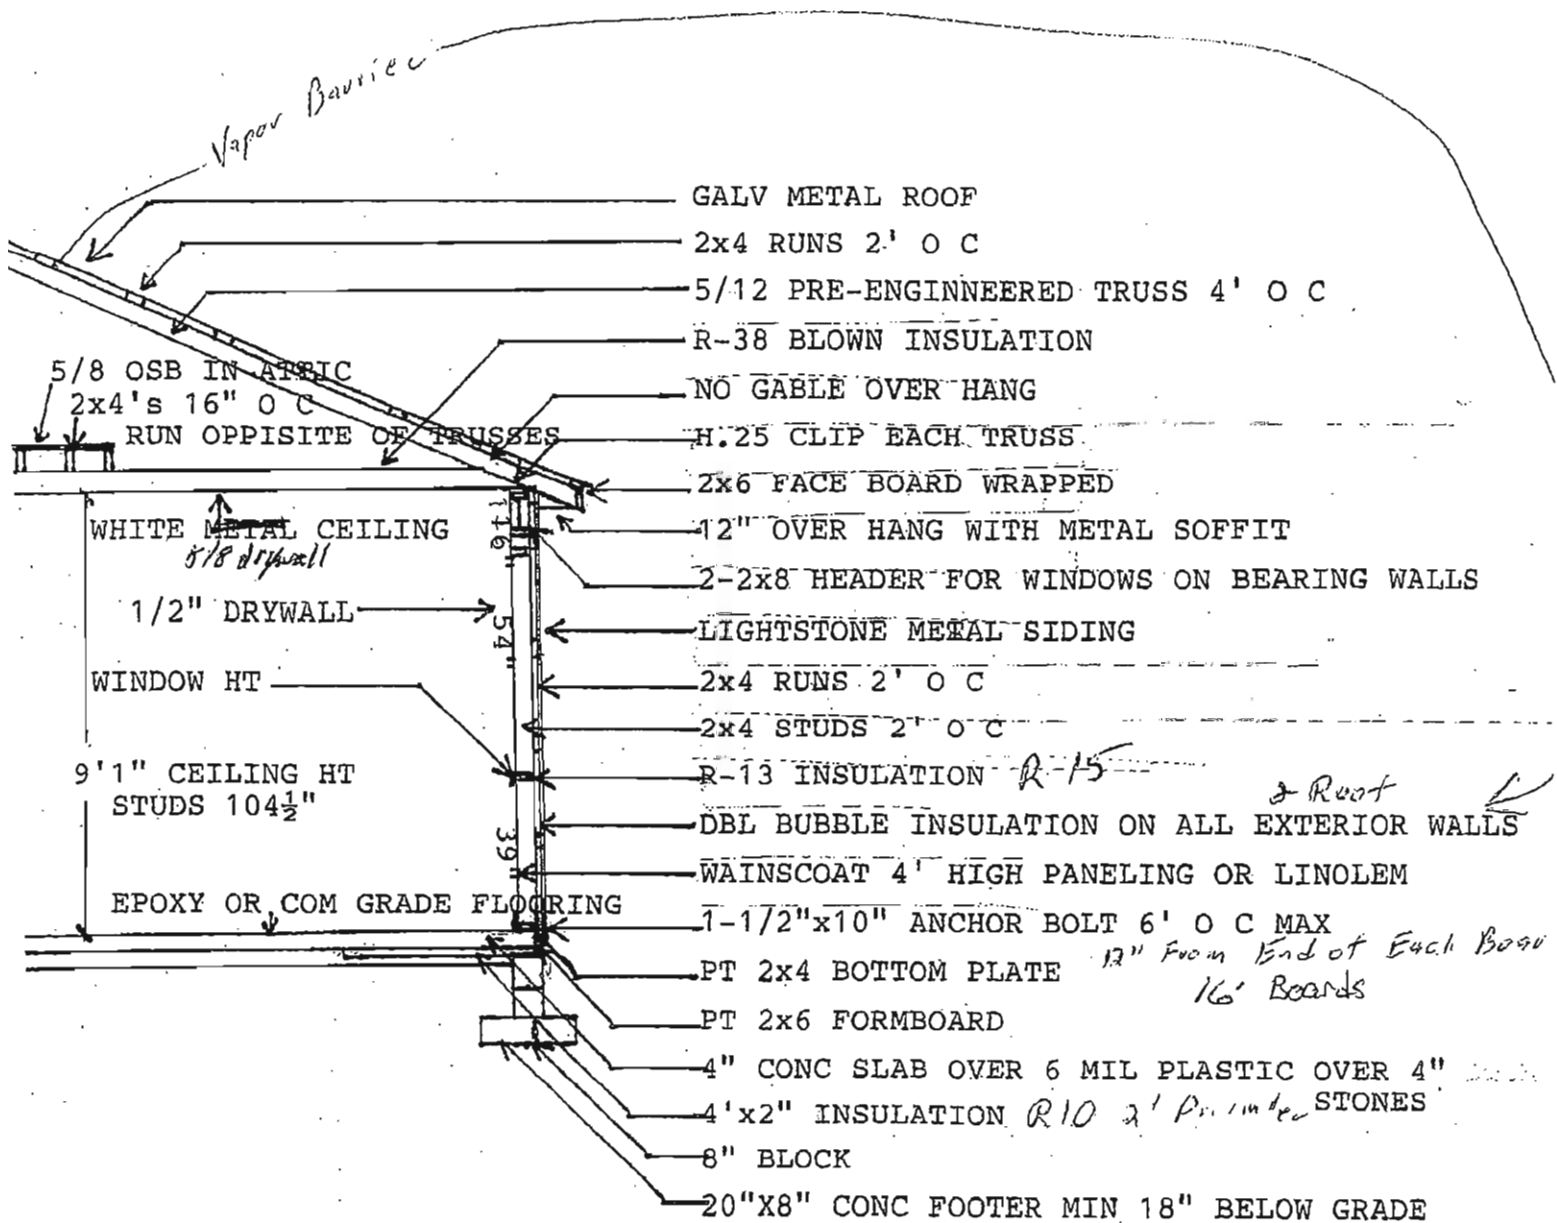 Vapor Barrier
GALV METAL ROOF
2x4 RUNS 2' O C
5/12 PRE-ENGINNEERED TRUSS 4' O C
R-38 BLOWN INSULATION
5/8 OSB IN ATTIC
2x4's 16" O C
RUN OPPISITE OF TRUSSES
NO GABLE OVER HANG
H.25 CLIP EACH TRUSS
2x6 FACE BOARD WRAPPED
WHITE METAL CEILING
5/8 drywall
16"
12" OVER HANG WITH METAL SOFFIT
2-2x8 HEADER FOR WINDOWS ON BEARING WALLS
1/2" DRYWALL
54"
LIGHTSTONE METAL SIDING
WINDOW HT
2x4 RUNS 2' O C
2x4 STUDS 2' O C
9'1" CEILING HT
STUDS 104½"
R-13 INSULATION R-15
& Roof
DBL BUBBLE INSULATION ON ALL EXTERIOR WALLS
39"
WAINSCOAT 4' HIGH PANELING OR LINOLEM
EPOXY OR COM GRADE FLOORING
1-1/2"x10" ANCHOR BOLT 6' O C MAX
PT 2x4 BOTTOM PLATE 12" From End of Each Boar
16' Boards
PT 2x6 FORMBOARD
4" CONC SLAB OVER 6 MIL PLASTIC OVER 4"
4'x2" INSULATION R10 2' STONES
8" BLOCK
20"X8" CONC FOOTER MIN 18" BELOW GRADE